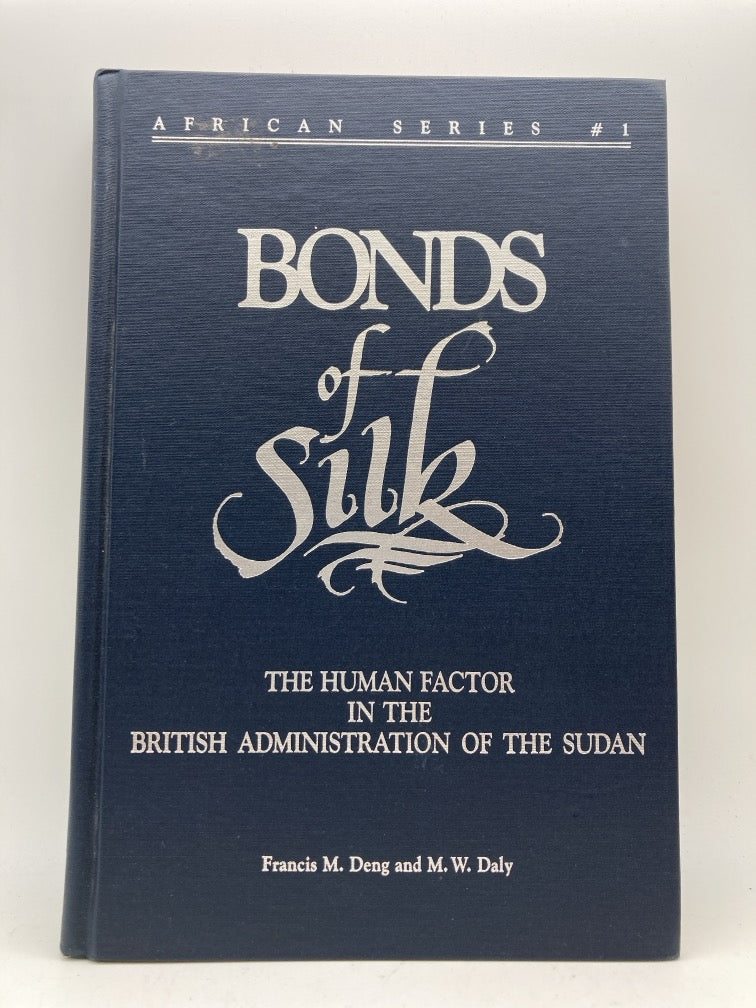 AFRICAN SERIES #1
BONDS
of
Silk
THE HUMAN FACTOR
IN THE
BRITISH ADMINISTRATION OF THE SUDAN
Francis M. Deng and M. W. Daly